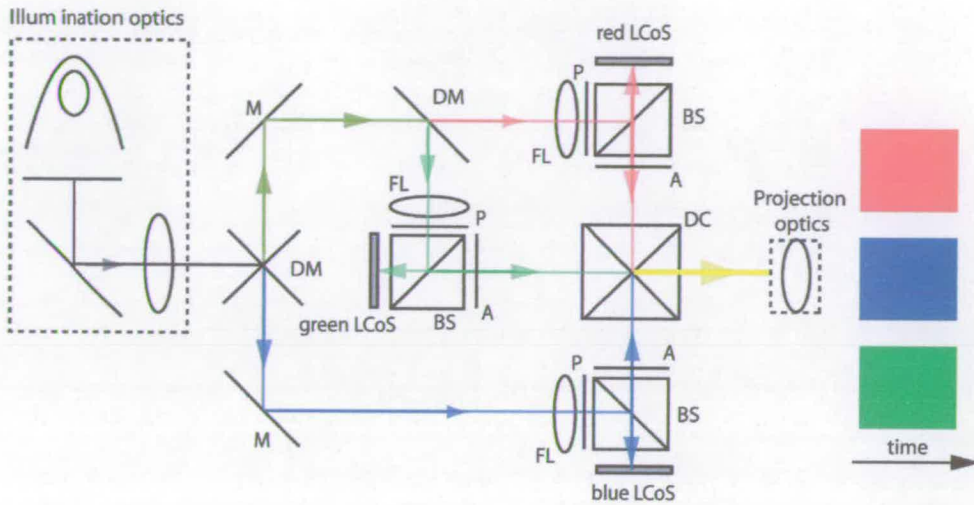 Illum ination optics
red LCoS
M
DM
P
BS
FL
A
FL
P
DC
Projection
optics
DM
green LCoS
BS
A
A
P
BS
M
FL
blue LCoS
time